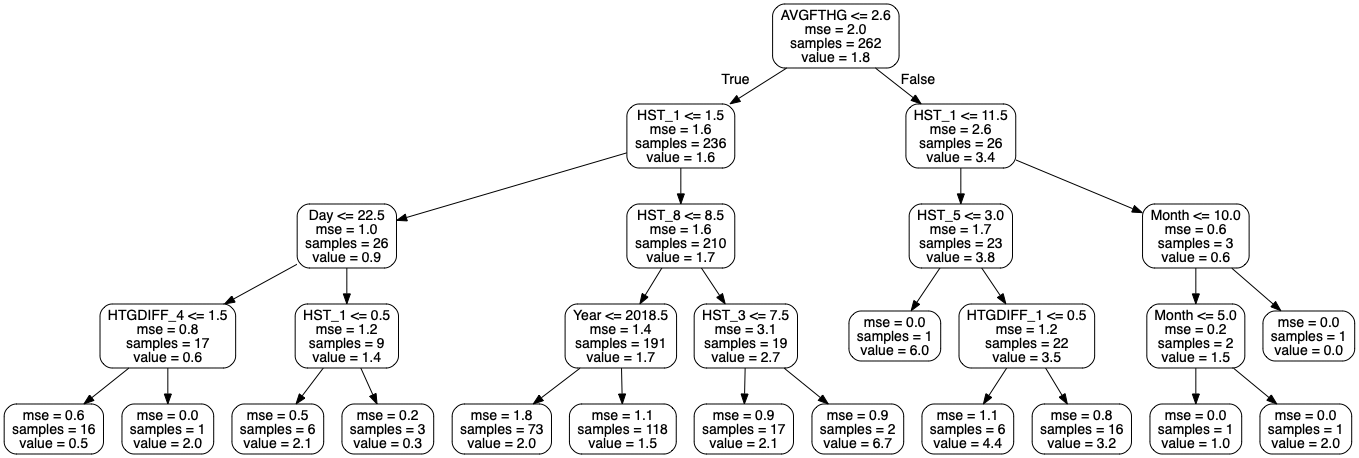 AVGFTHG <= 2.6
mse = 2.0
samples = 262
value = 1.8
True
False
HST_1 <= 1.5
mse = 1.6
samples = 236
value = 1.6
HST_1 <= 11.5
mse = 2.6
samples = 26
value = 3.4
Day <= 22.5
mse = 1.0
samples = 26
value = 0.9
HST_8 <= 8.5
mse = 1.6
samples = 210
value = 1.7
HST_5 <= 3.0
mse = 1.7
samples = 23
value = 3.8
Month <= 10.0
mse = 0.6
samples = 3
value = 0.6
HTGDIFF_4 <= 1.5
mse = 0.8
samples = 17
value = 0.6
HST_1 <= 0.5
mse = 1.2
samples = 9
value = 1.4
Year <= 2018.5
mse = 1.4
samples = 191
value = 1.7
HST_3 <= 7.5
mse = 3.1
samples = 19
value = 2.7
mse = 0.0
samples = 1
value = 6.0
HTGDIFF_1 <= 0.5
mse = 1.2
samples = 22
value = 3.5
Month <= 5.0
mse = 0.2
samples = 2
value = 1.5
mse = 0.0
samples = 1
value = 0.0
mse = 0.6
samples = 16
value = 0.5
mse = 0.0
samples = 1
value = 2.0
mse = 0.5
samples = 6
value = 2.1
mse = 0.2
samples = 3
value = 0.3
mse = 1.8
samples = 73
value = 2.0
mse = 1.1
samples = 118
value = 1.5
mse = 0.9
samples = 17
value = 2.1
mse = 0.9
samples = 2
value = 6.7
mse = 1.1
samples = 6
value = 4.4
mse = 0.8
samples = 16
value = 3.2
mse = 0.0
samples = 1
value = 1.0
mse = 0.0
samples = 1
value = 2.0